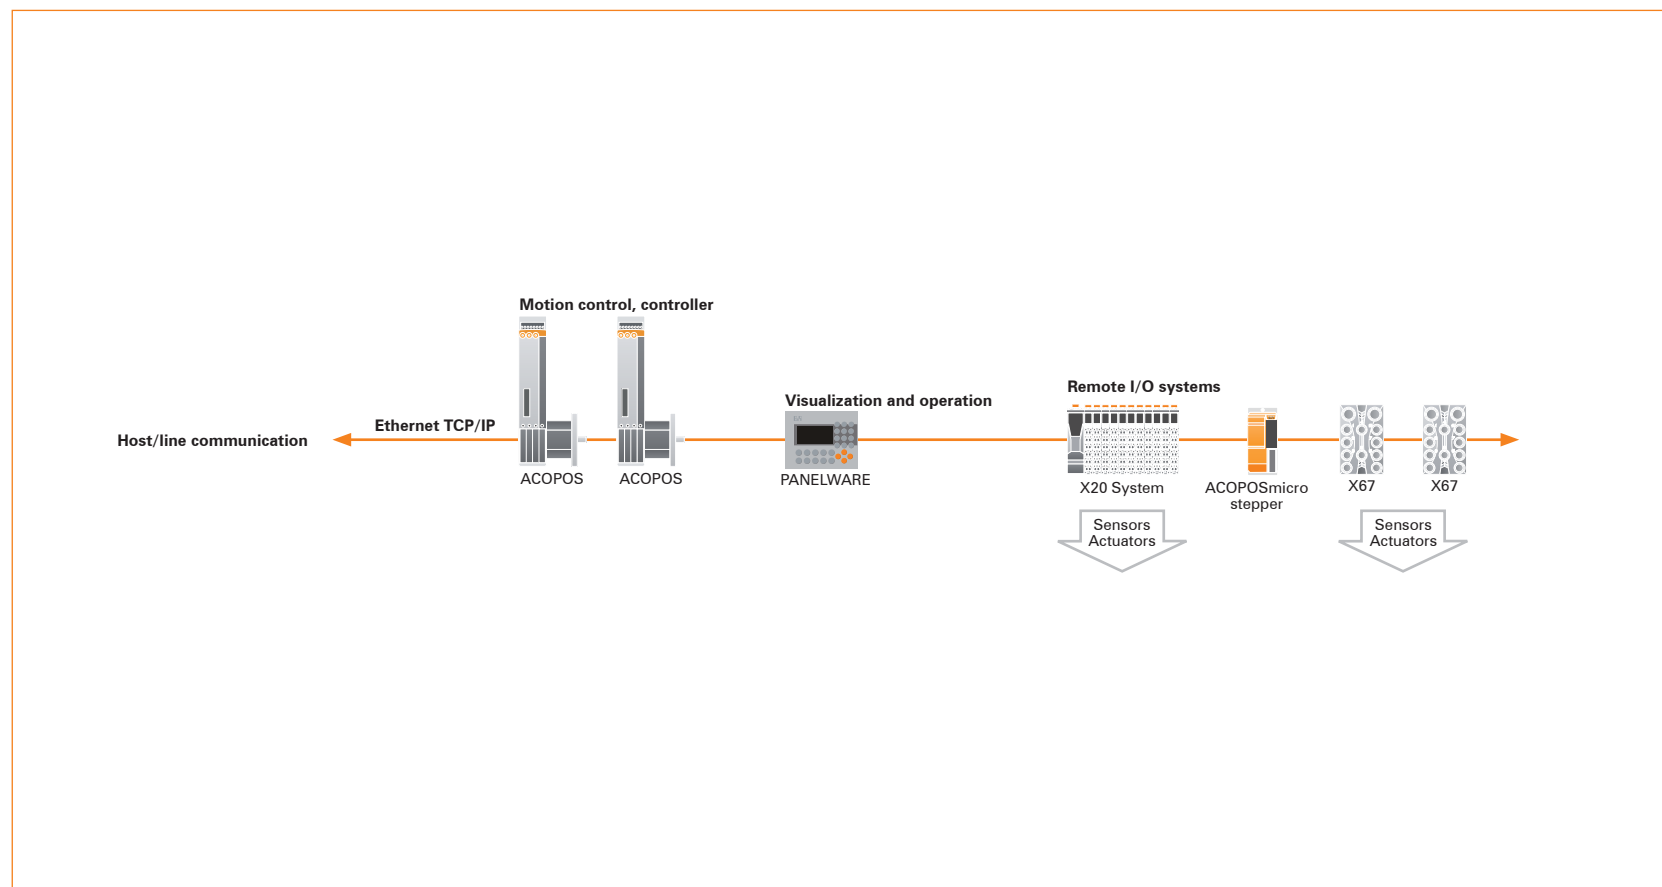 Motion control, controller
Remote I/O systems
Visualization and operation
Ethernet TCP/IP
Host/line communication
ACOPOS
ACOPOS
PANELWARE
X20 System
ACOPOSmicro
stepper
X67
X67
Sensors
Actuators
Sensors
Actuators